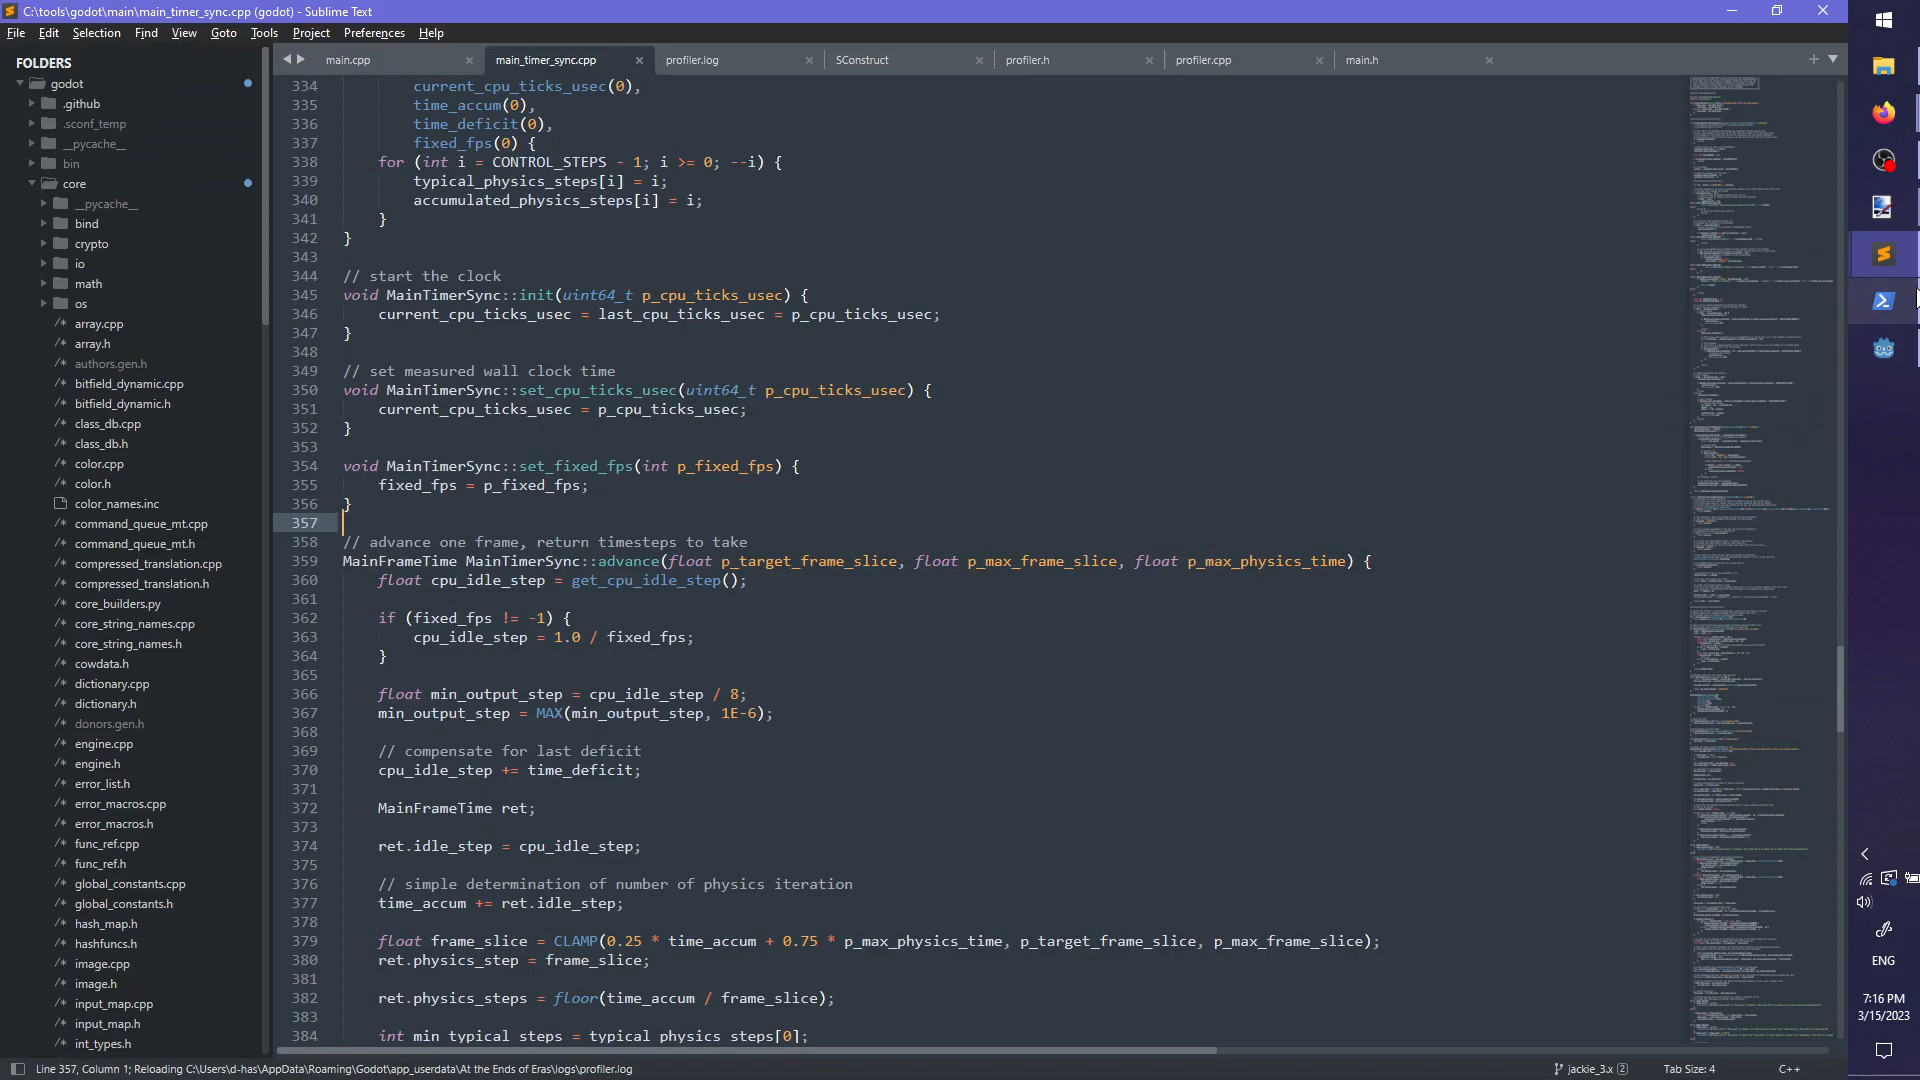 C:\tools\godot\main\main_timer_sync.cpp (godot) - Sublime Text
File Edit Selection Find View Goto Tools Project Preferences Help
FOLDERS
godot
.github
.sconf_temp
__pycache__
bin
core
__pycache__
bind
crypto
io
math
os
/* array.cpp
/* array.h
/* authors.gen.h
/* bitfield_dynamic.cpp
/* bitfield_dynamic.h
/* class_db.cpp
/* class_db.h
/* color.cpp
/* color.h
color_names.inc
/* command_queue_mt.cpp
/* command_queue_mt.h
/* compressed_translation.cpp
/* compressed_translation.h
/* core_builders.py
/* core_string_names.cpp
/* core_string_names.h
/* cowdata.h
/* dictionary.cpp
/* dictionary.h
/* donors.gen.h
/* engine.cpp
/* engine.h
/* error_list.h
/* error_macros.cpp
/* error_macros.h
/* func_ref.cpp
/* func_ref.h
/* global_constants.cpp
/* global_constants.h
/* hash_map.h
/* hashfuncs.h
/* image.cpp
/* image.h
/* input_map.cpp
/* input_map.h
/* int_types.h
main.cpp main_timer_sync.cpp profiler.log SConstruct profiler.h profiler.cpp main.h
334 current_cpu_ticks_usec(0),
335 time_accum(0),
336 time_deficit(0),
337 fixed_fps(0) {
338 for (int i = CONTROL_STEPS - 1; i >= 0; --i) {
339 typical_physics_steps[i] = i;
340 accumulated_physics_steps[i] = i;
341 }
342 }
343
344 // start the clock
345 void MainTimerSync::init(uint64_t p_cpu_ticks_usec) {
346 current_cpu_ticks_usec = last_cpu_ticks_usec = p_cpu_ticks_usec;
347 }
348
349 // set measured wall clock time
350 void MainTimerSync::set_cpu_ticks_usec(uint64_t p_cpu_ticks_usec) {
351 current_cpu_ticks_usec = p_cpu_ticks_usec;
352 }
353
354 void MainTimerSync::set_fixed_fps(int p_fixed_fps) {
355 fixed_fps = p_fixed_fps;
356 }
357
358 // advance one frame, return timesteps to take
359 MainFrameTime MainTimerSync::advance(float p_target_frame_slice, float p_max_frame_slice, float p_max_physics_time) {
360 float cpu_idle_step = get_cpu_idle_step();
361
362 if (fixed_fps != -1) {
363 cpu_idle_step = 1.0 / fixed_fps;
364 }
365
366 float min_output_step = cpu_idle_step / 8;
367 min_output_step = MAX(min_output_step, 1E-6);
368
369 // compensate for last deficit
370 cpu_idle_step += time_deficit;
371
372 MainFrameTime ret;
373
374 ret.idle_step = cpu_idle_step;
375
376 // simple determination of number of physics iteration
377 time_accum += ret.idle_step;
378
379 float frame_slice = CLAMP(0.25 * time_accum + 0.75 * p_max_physics_time, p_target_frame_slice, p_max_frame_slice);
380 ret.physics_step = frame_slice;
381
382 ret.physics_steps = floor(time_accum / frame_slice);
383
384 int min_typical_steps = typical_physics_steps[0];
Line 357, Column 1; Reloading C:\Users\d-has\AppData\Roaming\Godot\app_userdata\At the Ends of Eras\logs\profiler.log
jackie_3.x 2
Tab Size: 4
C++
ENG
7:16 PM
3/15/2023